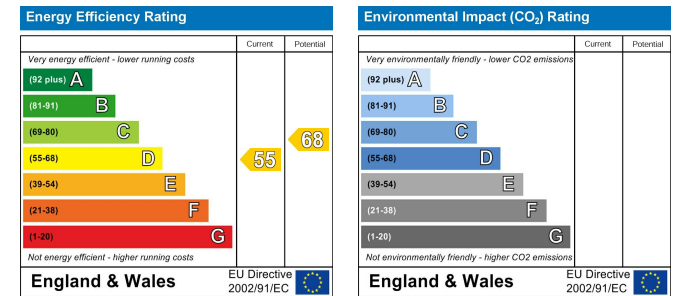 Energy Efficiency Rating
Current Potential
Very energy efficient - lower running costs
(92 plus) A
(81-91) B
(69-80) C
(55-68) D
(39-54) E
(21-38) F
(1-20) G
55
68
Not energy efficient - higher running costs
England & Wales
EU Directive
2002/91/EC
Environmental Impact (CO₂) Rating
Current Potential
Very environmentally friendly - lower CO2 emissions
(92 plus) A
(81-91) B
(69-80) C
(55-68) D
(39-54) E
(21-38) F
(1-20) G
Not environmentally friendly - higher CO2 emissions
England & Wales
EU Directive
2002/91/EC